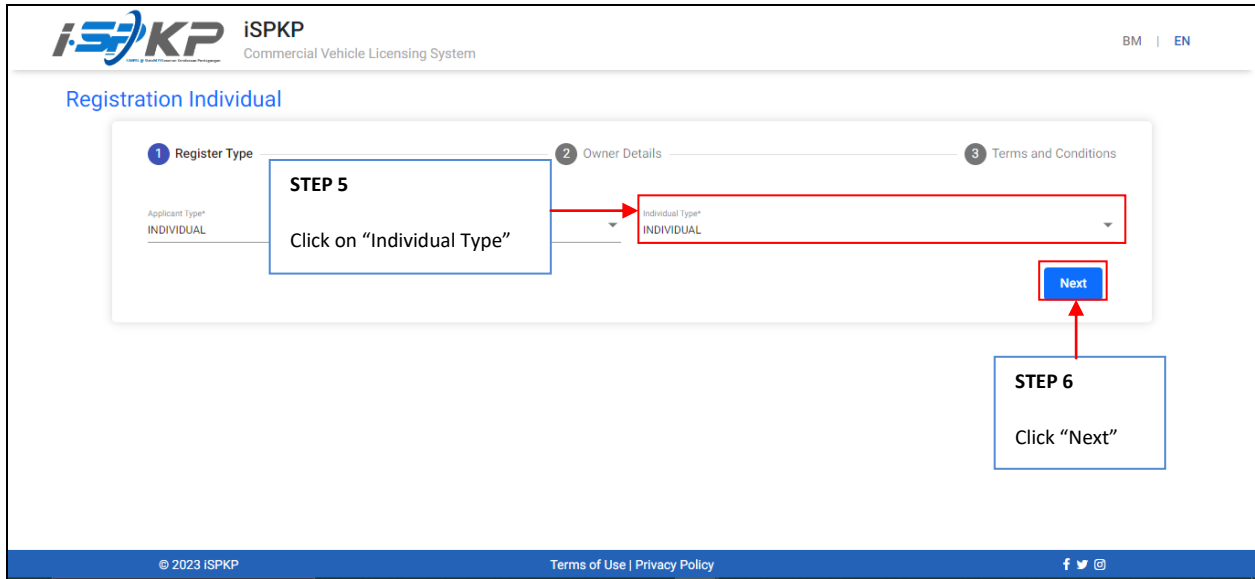 i.SPKP
iSPKP
Commercial Vehicle Licensing System
BM | EN
Registration Individual
1 Register Type
2 Owner Details
3 Terms and Conditions
STEP 5
Click on “Individual Type”
Applicant Type*
INDIVIDUAL
Individual Type*
INDIVIDUAL
Next
STEP 6
Click “Next”
© 2023 iSPKP
Terms of Use | Privacy Policy